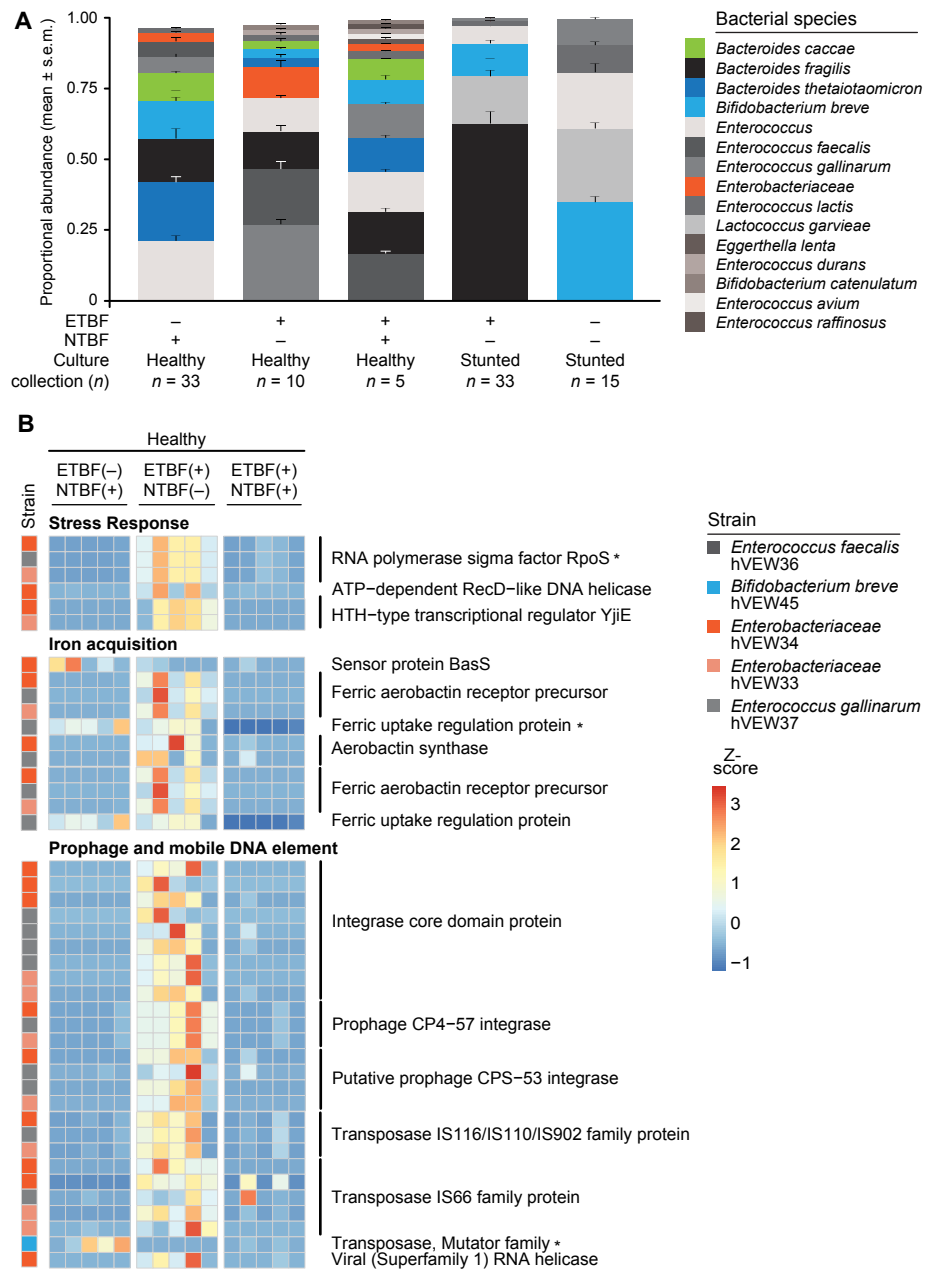 A
Proportional abundance (mean ± s.e.m.)
1.00
0.75
0.50
0.25
0
ETBF – + + + –
NTBF + – + – –
Culture Healthy Healthy Healthy Stunted Stunted
collection (n) n = 33 n = 10 n = 5 n = 33 n = 15
Bacterial species
Bacteroides caccae
Bacteroides fragilis
Bacteroides thetaiotaomicron
Bifidobacterium breve
Enterococcus
Enterococcus faecalis
Enterococcus gallinarum
Enterobacteriaceae
Enterococcus lactis
Lactococcus garvieae
Eggerthella lenta
Enterococcus durans
Bifidobacterium catenulatum
Enterococcus avium
Enterococcus raffinosus
B
Healthy
ETBF(–) ETBF(+) ETBF(+)
NTBF(+) NTBF(–) NTBF(+)
Strain
Stress Response
RNA polymerase sigma factor RpoS *
ATP−dependent RecD−like DNA helicase
HTH−type transcriptional regulator YjiE
Iron acquisition
Sensor protein BasS
Ferric aerobactin receptor precursor
Ferric uptake regulation protein *
Aerobactin synthase
Ferric aerobactin receptor precursor
Ferric uptake regulation protein
Prophage and mobile DNA element
Integrase core domain protein
Prophage CP4−57 integrase
Putative prophage CPS−53 integrase
Transposase IS116/IS110/IS902 family protein
Transposase IS66 family protein
Transposase, Mutator family *
Viral (Superfamily 1) RNA helicase
Strain
Enterococcus faecalis
hVEW36
Bifidobacterium breve
hVEW45
Enterobacteriaceae
hVEW34
Enterobacteriaceae
hVEW33
Enterococcus gallinarum
hVEW37
Z-
score
3
2
1
0
−1